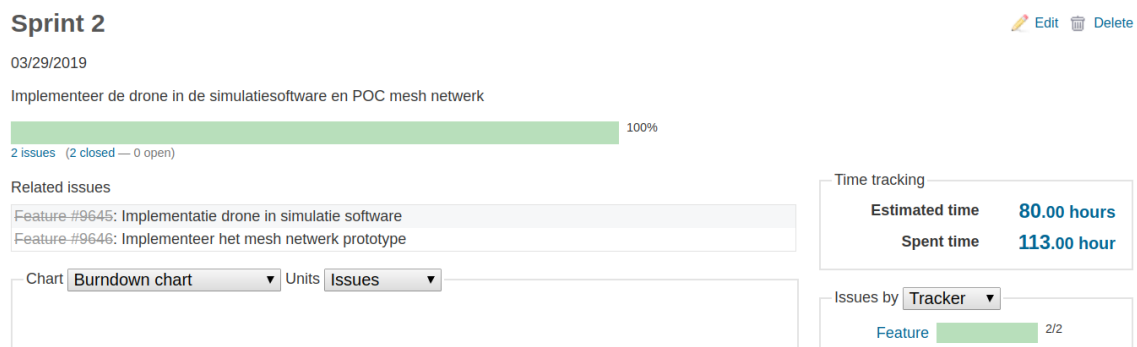 Sprint 2
Edit Delete
03/29/2019
Implementeer de drone in de simulatiesoftware en POC mesh netwerk
100%
2 issues (2 closed — 0 open)
Related issues
Feature #9645: Implementatie drone in simulatie software
Feature #9646: Implementeer het mesh netwerk prototype
Time tracking
Estimated time 80.00 hours
Spent time 113.00 hour
Chart Burndown chart Units Issues
Issues by Tracker
Feature 2/2